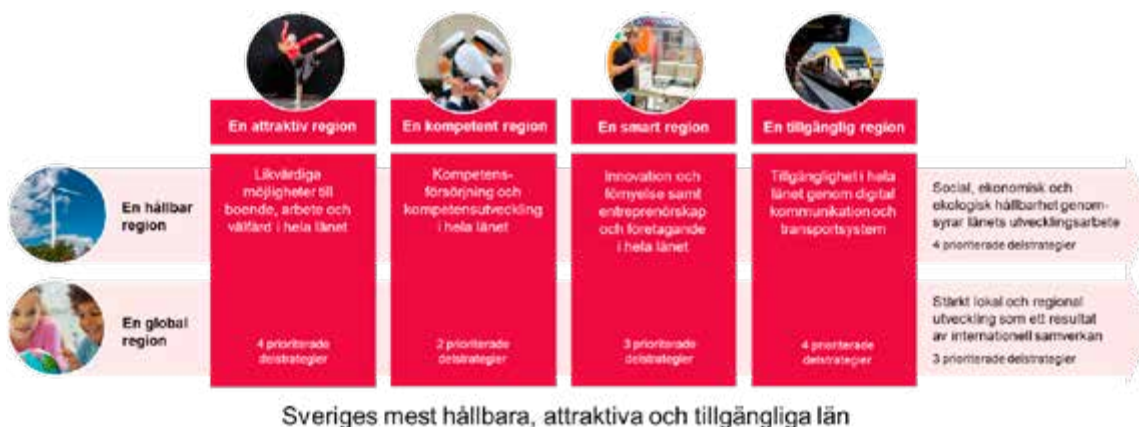 En attraktiv region
En kompetent region
En smart region
En tillgänglig region
En hållbar
region
Likvärdiga
möjligheter till
boende, arbete och
välfärd i hela länet
Kompetens-
försörjning och
kompetensutveckling
i hela länet
Innovation och
förnyelse samt
entreprenörskap
och företagande
i hela länet
Tillgänglighet i hela
länet genom digital
kommunikation och
transportsystem
Social, ekonomisk och
ekologisk hållbarhet genom-
syrar länets utvecklingsarbete
4 prioriterade delstrategier
En global
region
4 prioriterade
delstrategier
2 prioriterade
delstrategier
3 prioriterade
delstrategier
4 prioriterade
delstrategier
Stärkt lokal och regional
utveckling som ett resultat
av internationell samverkan
3 prioriterade delstrategier
Sveriges mest hållbara, attraktiva och tillgängliga län